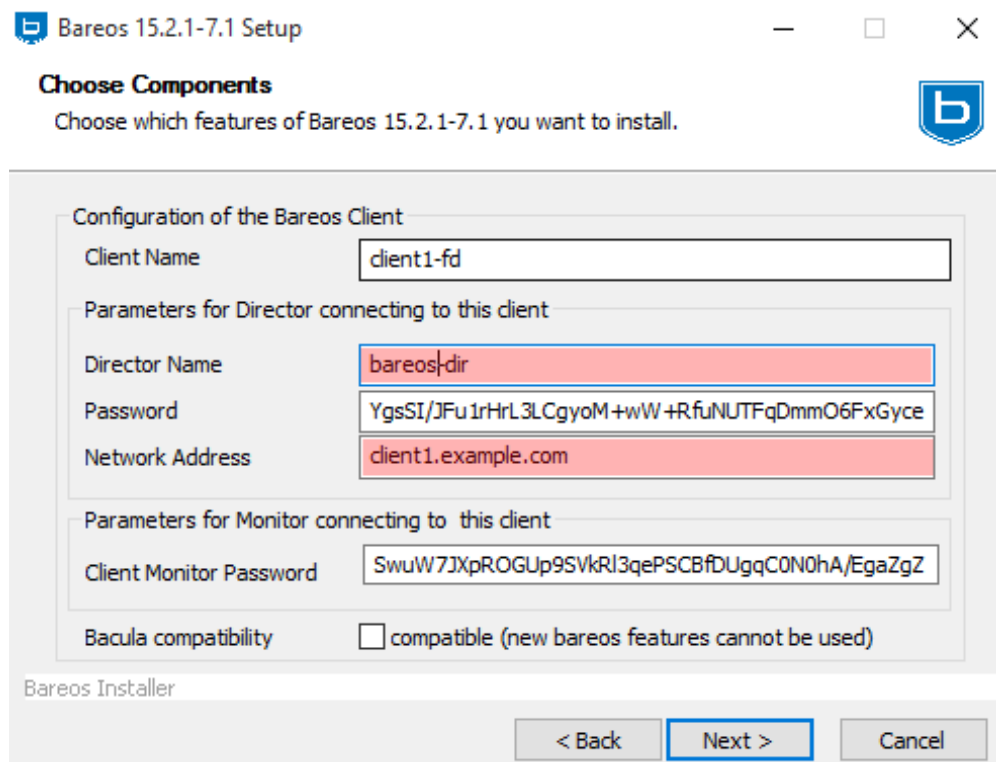 Bareos 15.2.1-7.1 Setup
Choose Components
Choose which features of Bareos 15.2.1-7.1 you want to install.
Configuration of the Bareos Client
Client Name client1-fd
Parameters for Director connecting to this client
Director Name bareos-dir
Password YgsSI/JFu1rHrL3LCgyoM+wW+RfuNUTFqDmmO6FxGyce
Network Address client1.example.com
Parameters for Monitor connecting to this client
Client Monitor Password SwuW7JXpROGUp9SVkRl3qePSCBfDUgqC0N0hA/EgaZgZ
Bacula compatibility compatible (new bareos features cannot be used)
Bareos Installer
< Back Next > Cancel